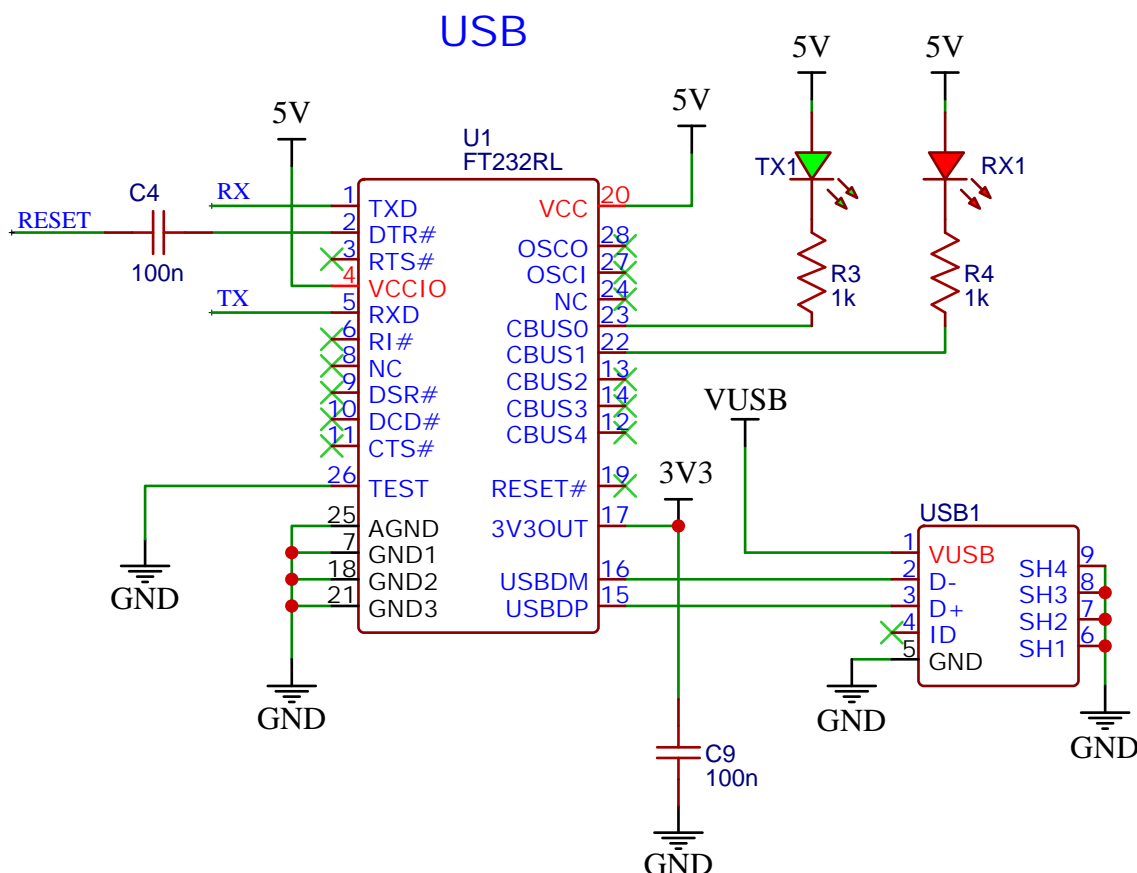 USB
5V
5V
5V
5V
U1
FT232RL
C4
100n
RESET
RX
TX
1 TXD
2 DTR#
3 RTS#
4 VCCIO
5 RXD
6 RI#
8 NC
9 DSR#
10 DCD#
11 CTS#
26 TEST
25 AGND
7 GND1
18 GND2
21 GND3
VCC 20
OSCO 28
OSCI 27
NC 24
CBUS0 23
CBUS1 22
CBUS2 13
CBUS3 14
CBUS4 12
RESET# 19
3V3OUT 17
USBDM 16
USBDP 15
TX1
RX1
R3
1k
R4
1k
VUSB
3V3
USB1
1 VUSB
2 D-
3 D+
4 ID
5 GND
SH4 9
SH3 8
SH2 7
SH1 6
GND
GND
GND
GND
C9
100n
GND